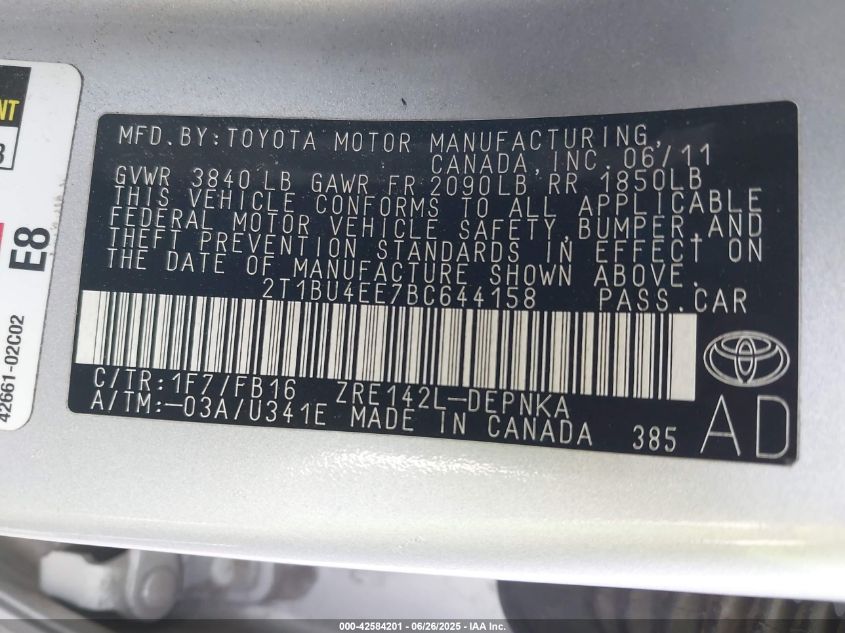 MFD.BY:TOYOTA MOTOR MANUFACTURING,
CANADA, INC. 06/11
GVWR 3840 LB GAWR FR 2090LB RR 1850LB
THIS VEHICLE CONFORMS TO ALL APPLICABLE
FEDERAL MOTOR VEHICLE SAFETY, BUMPER, AND
THEFT PREVENTION STANDARDS IN EFFECT ON
THE DATE OF MANUFACTURE SHOWN ABOVE.
2T1BU4EE7BC644158 PASS.CAR
C/TR:1F7/FB16 ZRE142L-DEPNKA
A/TM:-03A/U341E MADE IN CANADA 385
AD
E8
42661-02C02
000-42584201 | 06/26/2025 - IAA Inc.